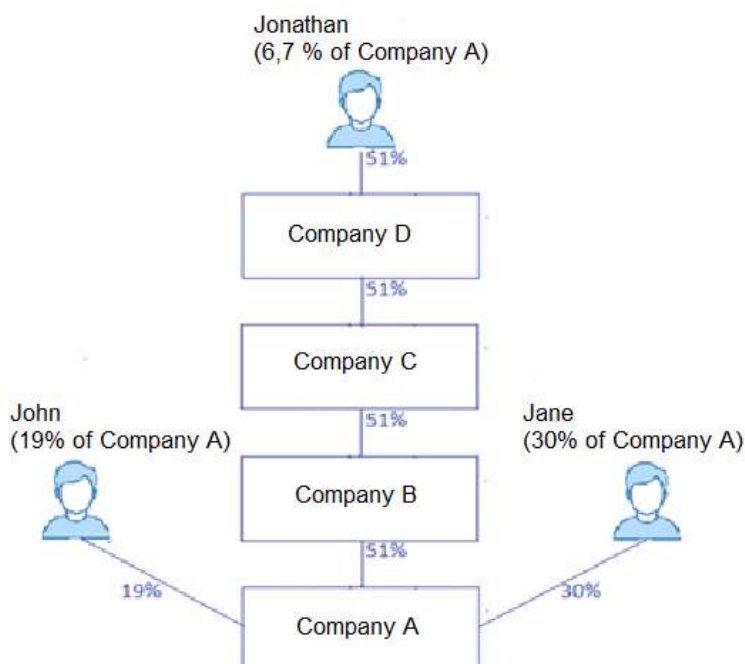 Jonathan
(6,7 % of Company A)
51%
Company D
51%
Company C
51%
John
(19% of Company A)
Jane
(30% of Company A)
Company B
51%
19%
30%
Company A